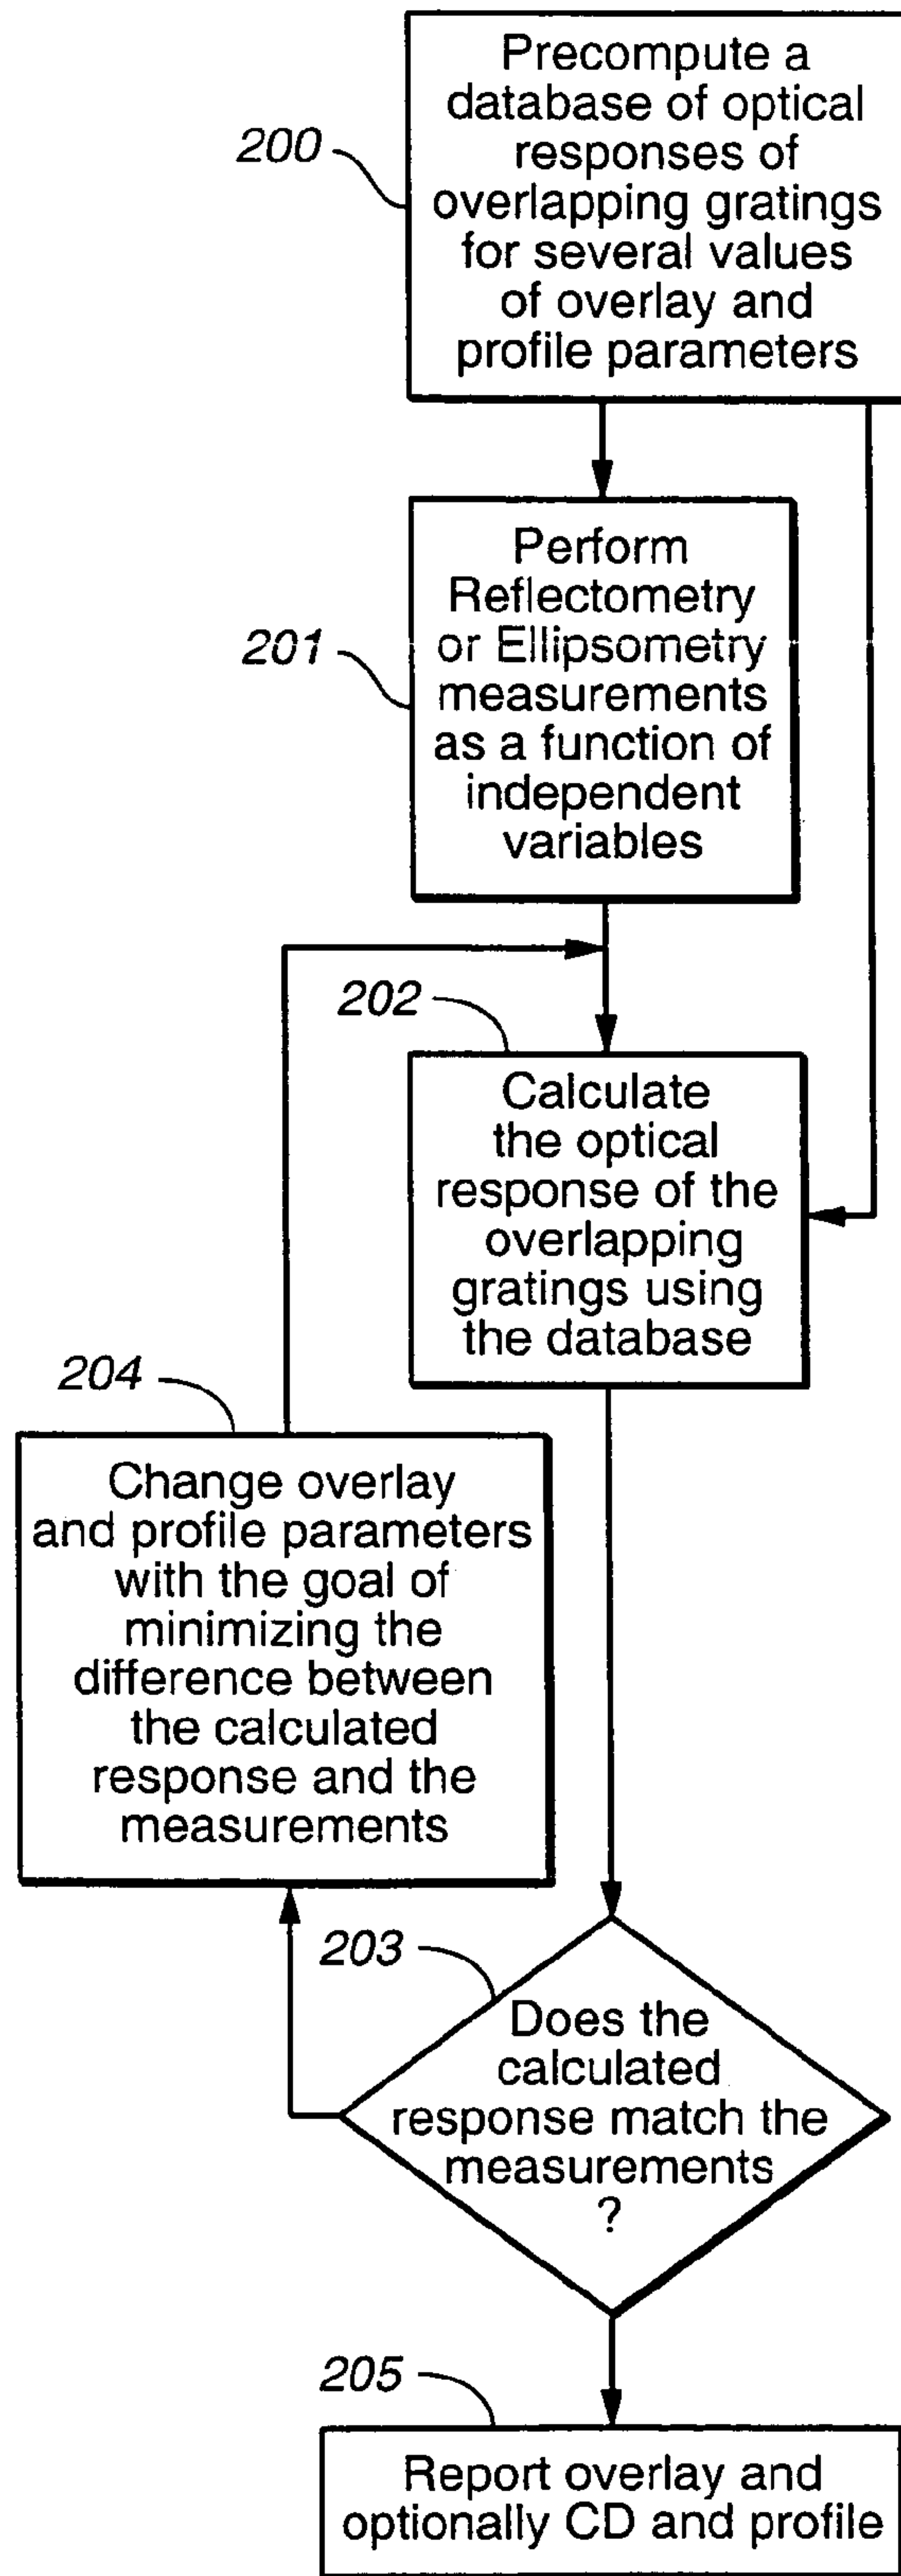 200
Precompute a
database of optical
responses of
overlapping gratings
for several values
of overlay and
profile parameters
201
Perform
Reflectometry
or Ellipsometry
measurements
as a function of
independent
variables
202
Calculate
the optical
response of the
overlapping
gratings using
the database
204
Change overlay
and profile parameters
with the goal of
minimizing the
difference between
the calculated
response and the
measurements
203
Does the
calculated
response match the
measurements
?
205
Report overlay and
optionally CD and profile